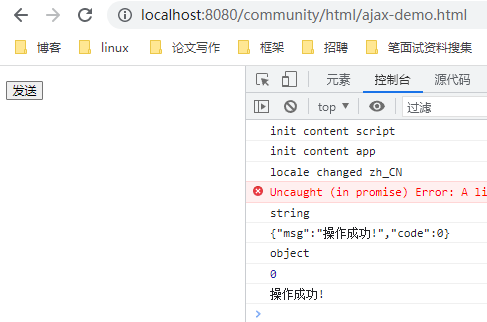 localhost:8080/community/html/ajax-demo.html
博客 linux 论文写作 框架 招聘 笔面试资料搜集
发送
元素 控制台 源代码
top 过滤
init content script
init content app
locale changed zh_CN
Uncaught (in promise) Error: A li
string
{"msg":"操作成功!","code":0}
object
0
操作成功!